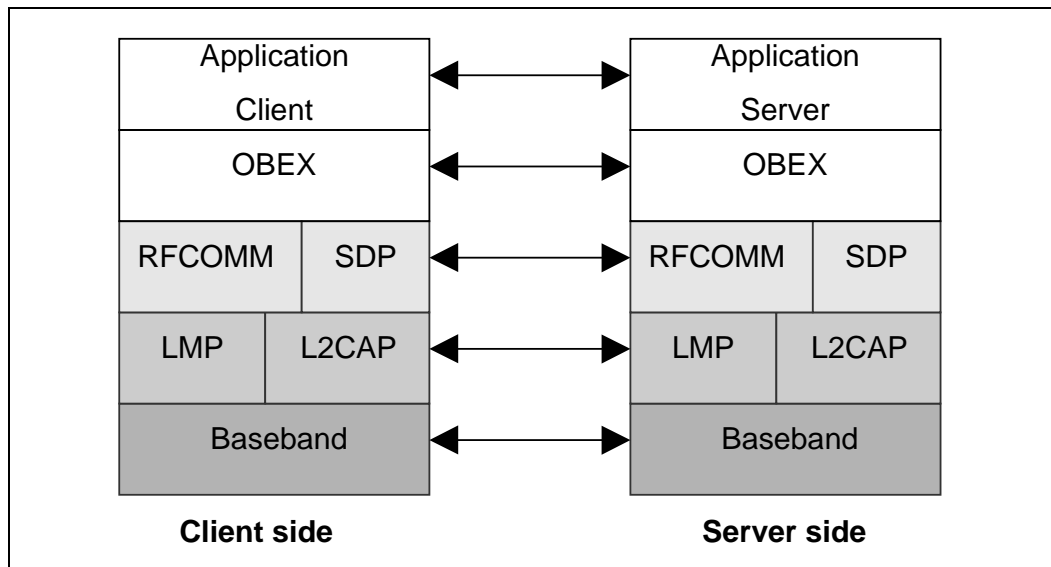 Application
Client
OBEX
RFCOMM SDP
LMP L2CAP
Baseband
Client side
Application
Server
OBEX
RFCOMM SDP
LMP L2CAP
Baseband
Server side